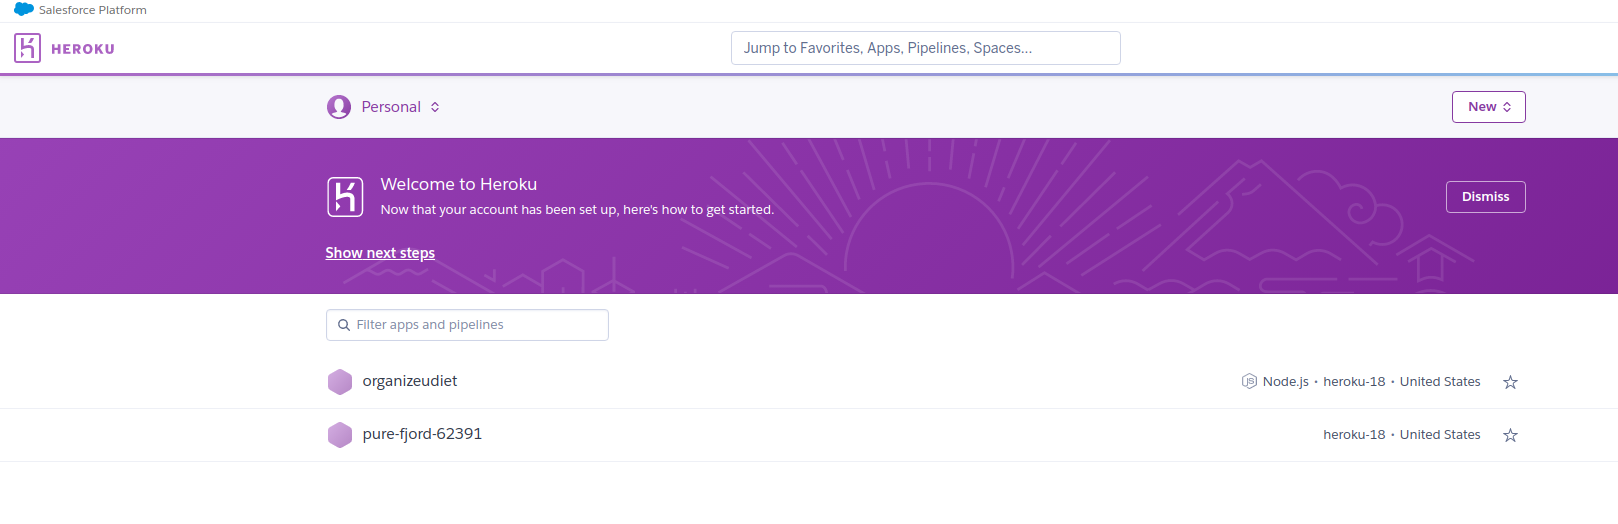 Salesforce Platform
HEROKU
Jump to Favorites, Apps, Pipelines, Spaces...
Personal
New
Welcome to Heroku
Now that your account has been set up, here's how to get started.
Dismiss
Show next steps
Filter apps and pipelines
organizeudiet
JS Node.js • heroku-18 • United States
pure-fjord-62391
heroku-18 • United States